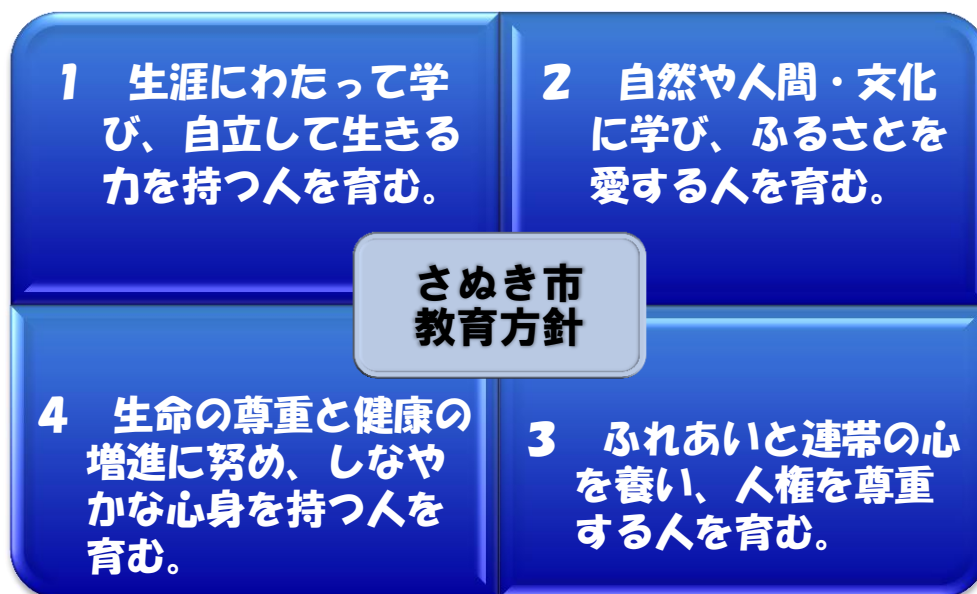 1 生涯にわたって学
び、自立して生きる
力を持つ人を育む。
2 自然や人間・文化
に学び、ふるさとを
愛する人を育む。
さぬき市
教育方針
4 生命の尊重と健康の
増進に努め、しなや
かな心身を持つ人を
育む。
3 ふれあいと連帯の心
を養い、人権を尊重
する人を育む。